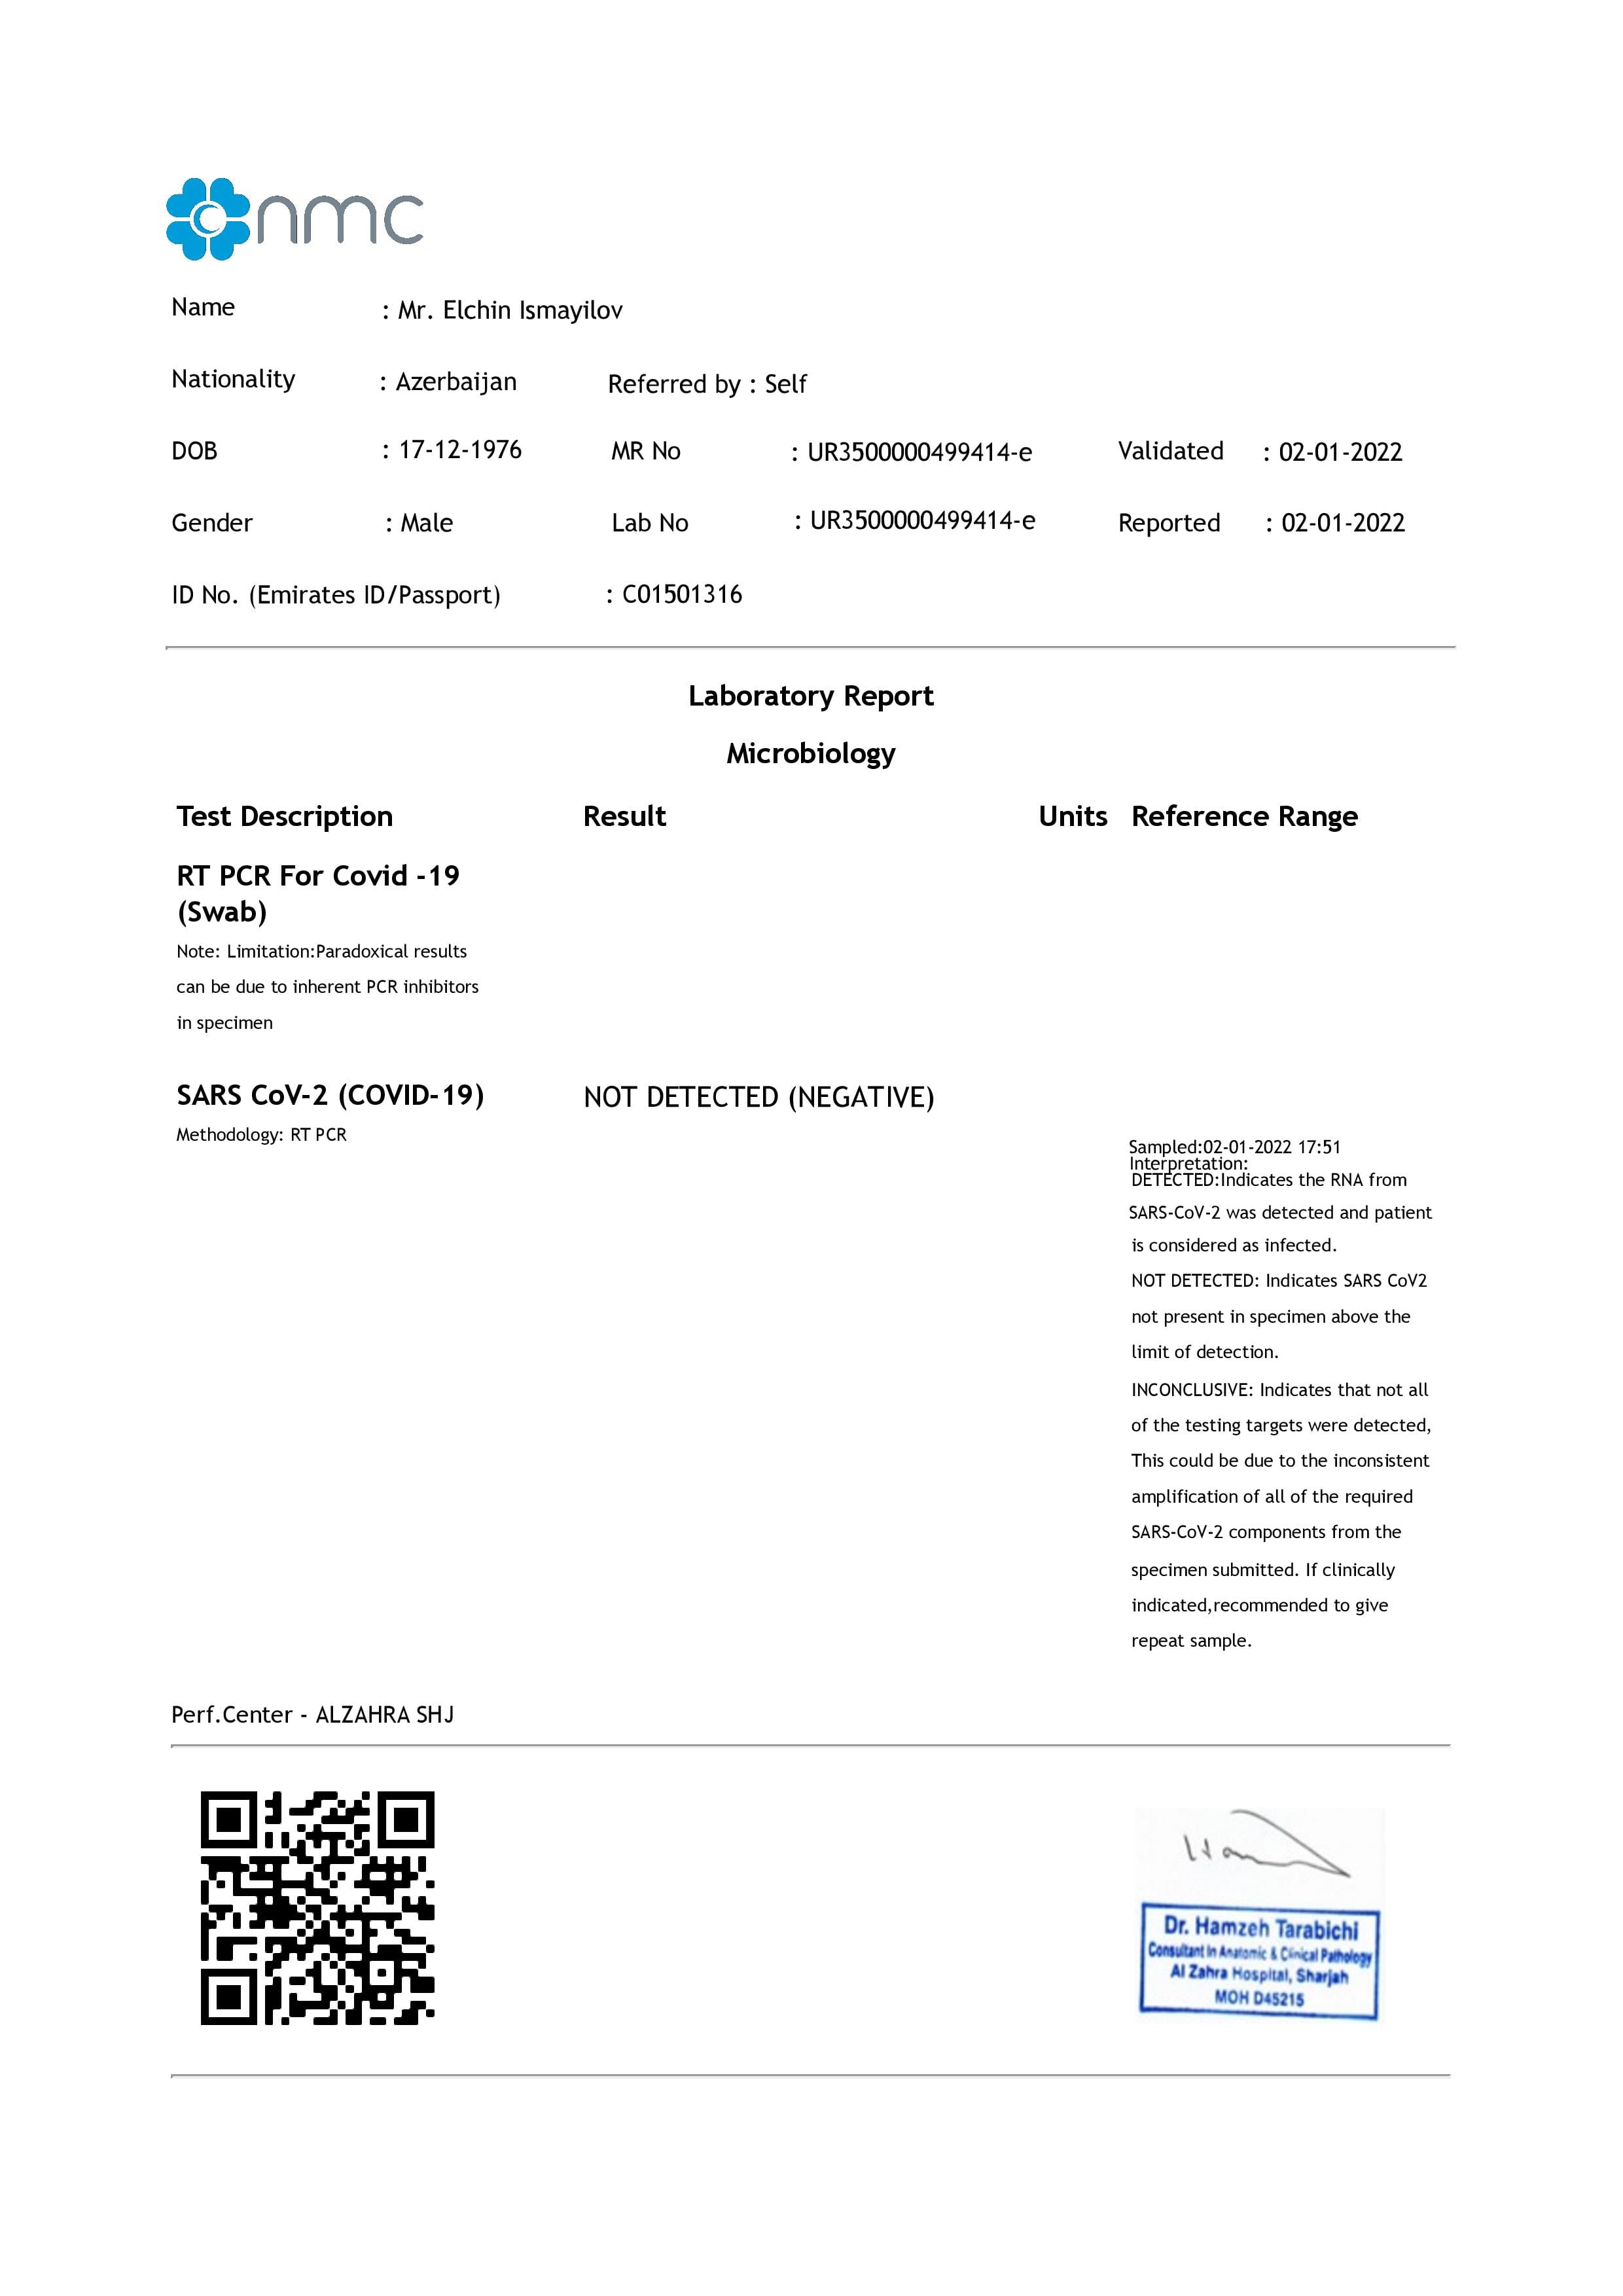 nmc
Name : Mr. Elchin Ismayilov
Nationality : Azerbaijan Referred by : Self
DOB : 17-12-1976 MR No : UR3500000499414-e Validated : 02-01-2022
Gender : Male Lab No : UR3500000499414-e Reported : 02-01-2022
ID No. (Emirates ID/Passport) : C01501316
Laboratory Report
Microbiology
Test Description Result Units Reference Range
RT PCR For Covid -19
(Swab)
Note: Limitation:Paradoxical results
can be due to inherent PCR inhibitors
in specimen
SARS CoV-2 (COVID-19) NOT DETECTED (NEGATIVE)
Methodology: RT PCR
Sampled:02-01-2022 17:51
Interpretation:
DETECTED:Indicates the RNA from
SARS-CoV-2 was detected and patient
is considered as infected.
NOT DETECTED: Indicates SARS CoV2
not present in specimen above the
limit of detection.
INCONCLUSIVE: Indicates that not all
of the testing targets were detected,
This could be due to the inconsistent
amplification of all of the required
SARS-CoV-2 components from the
specimen submitted. If clinically
indicated,recommended to give
repeat sample.
Perf.Center - ALZAHRA SHJ
Dr. Hamzeh Tarabichi
Consultant In Anatomic & Clinical Pathology
Al Zahra Hospital, Sharjah
MOH D45215